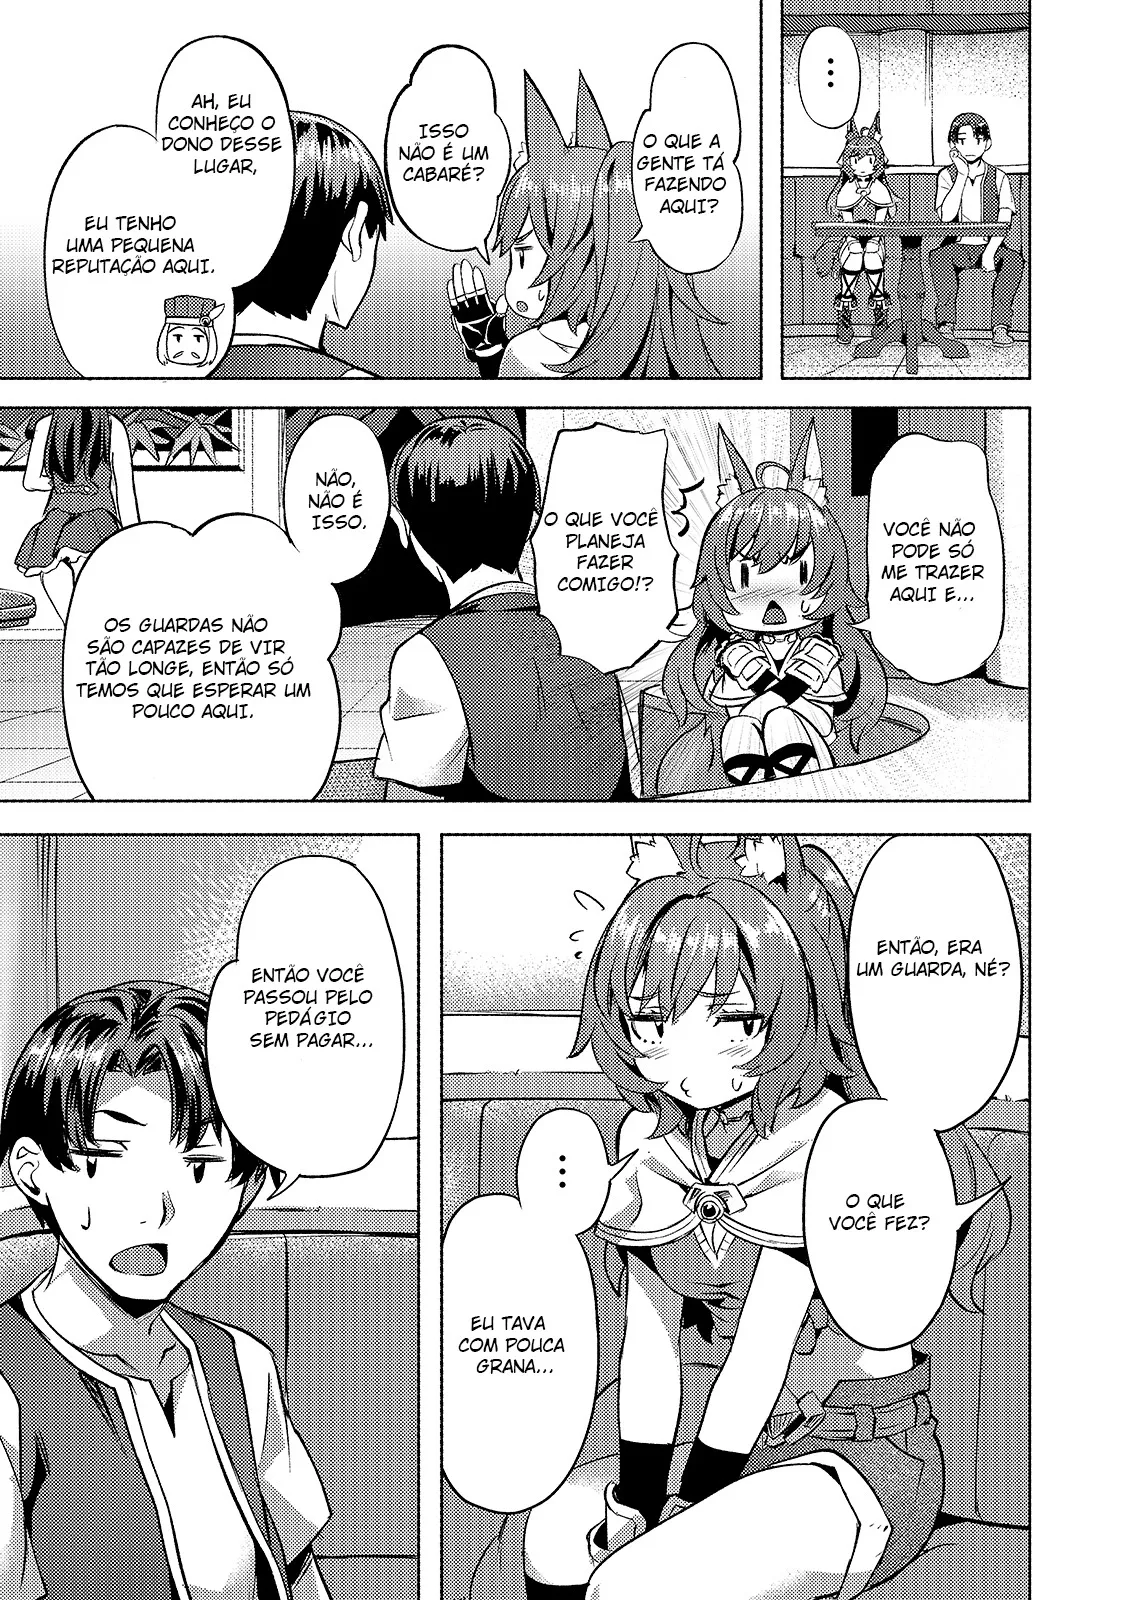 ...
O QUE A
GENTE TÁ
FAZENDO
AQUI?
ISSO
NÃO É UM
CABARÉ?
AH, EU
CONHEÇO O
DONO DESSE
LUGAR,
EU TENHO
UMA PEQUENA
REPUTAÇÃO AQUI.
VOCÊ NÃO
PODE SÓ
ME TRAZER
AQUI E...
O QUE VOCÊ
PLANEJA
FAZER
COMIGO!?
NÃO,
NÃO É
ISSO.
OS GUARDAS NÃO
SÃO CAPAZES DE VIR
TÃO LONGE, ENTÃO SÓ
TEMOS QUE ESPERAR UM
POUCO AQUI.
ENTÃO, ERA
UM GUARDA, NÉ?
O QUE
VOCÊ FEZ?
...
EU TAVA
COM POUCA
GRANA...
ENTÃO VOCÊ
PASSOU PELO
PEDÁGIO
SEM PAGAR...